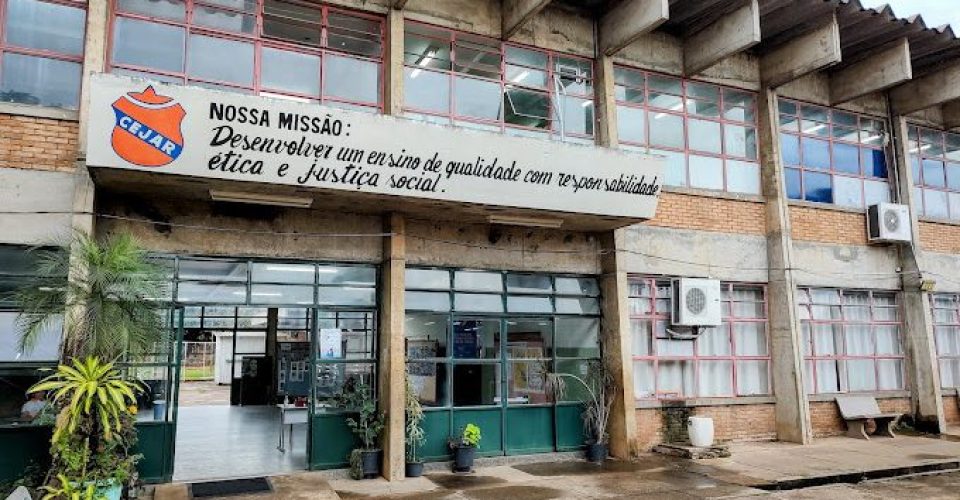 CEJAR
NOSSA MISSÃO:
Desenvolver um ensino de qualidade com responsabilidade
ética e justiça social.